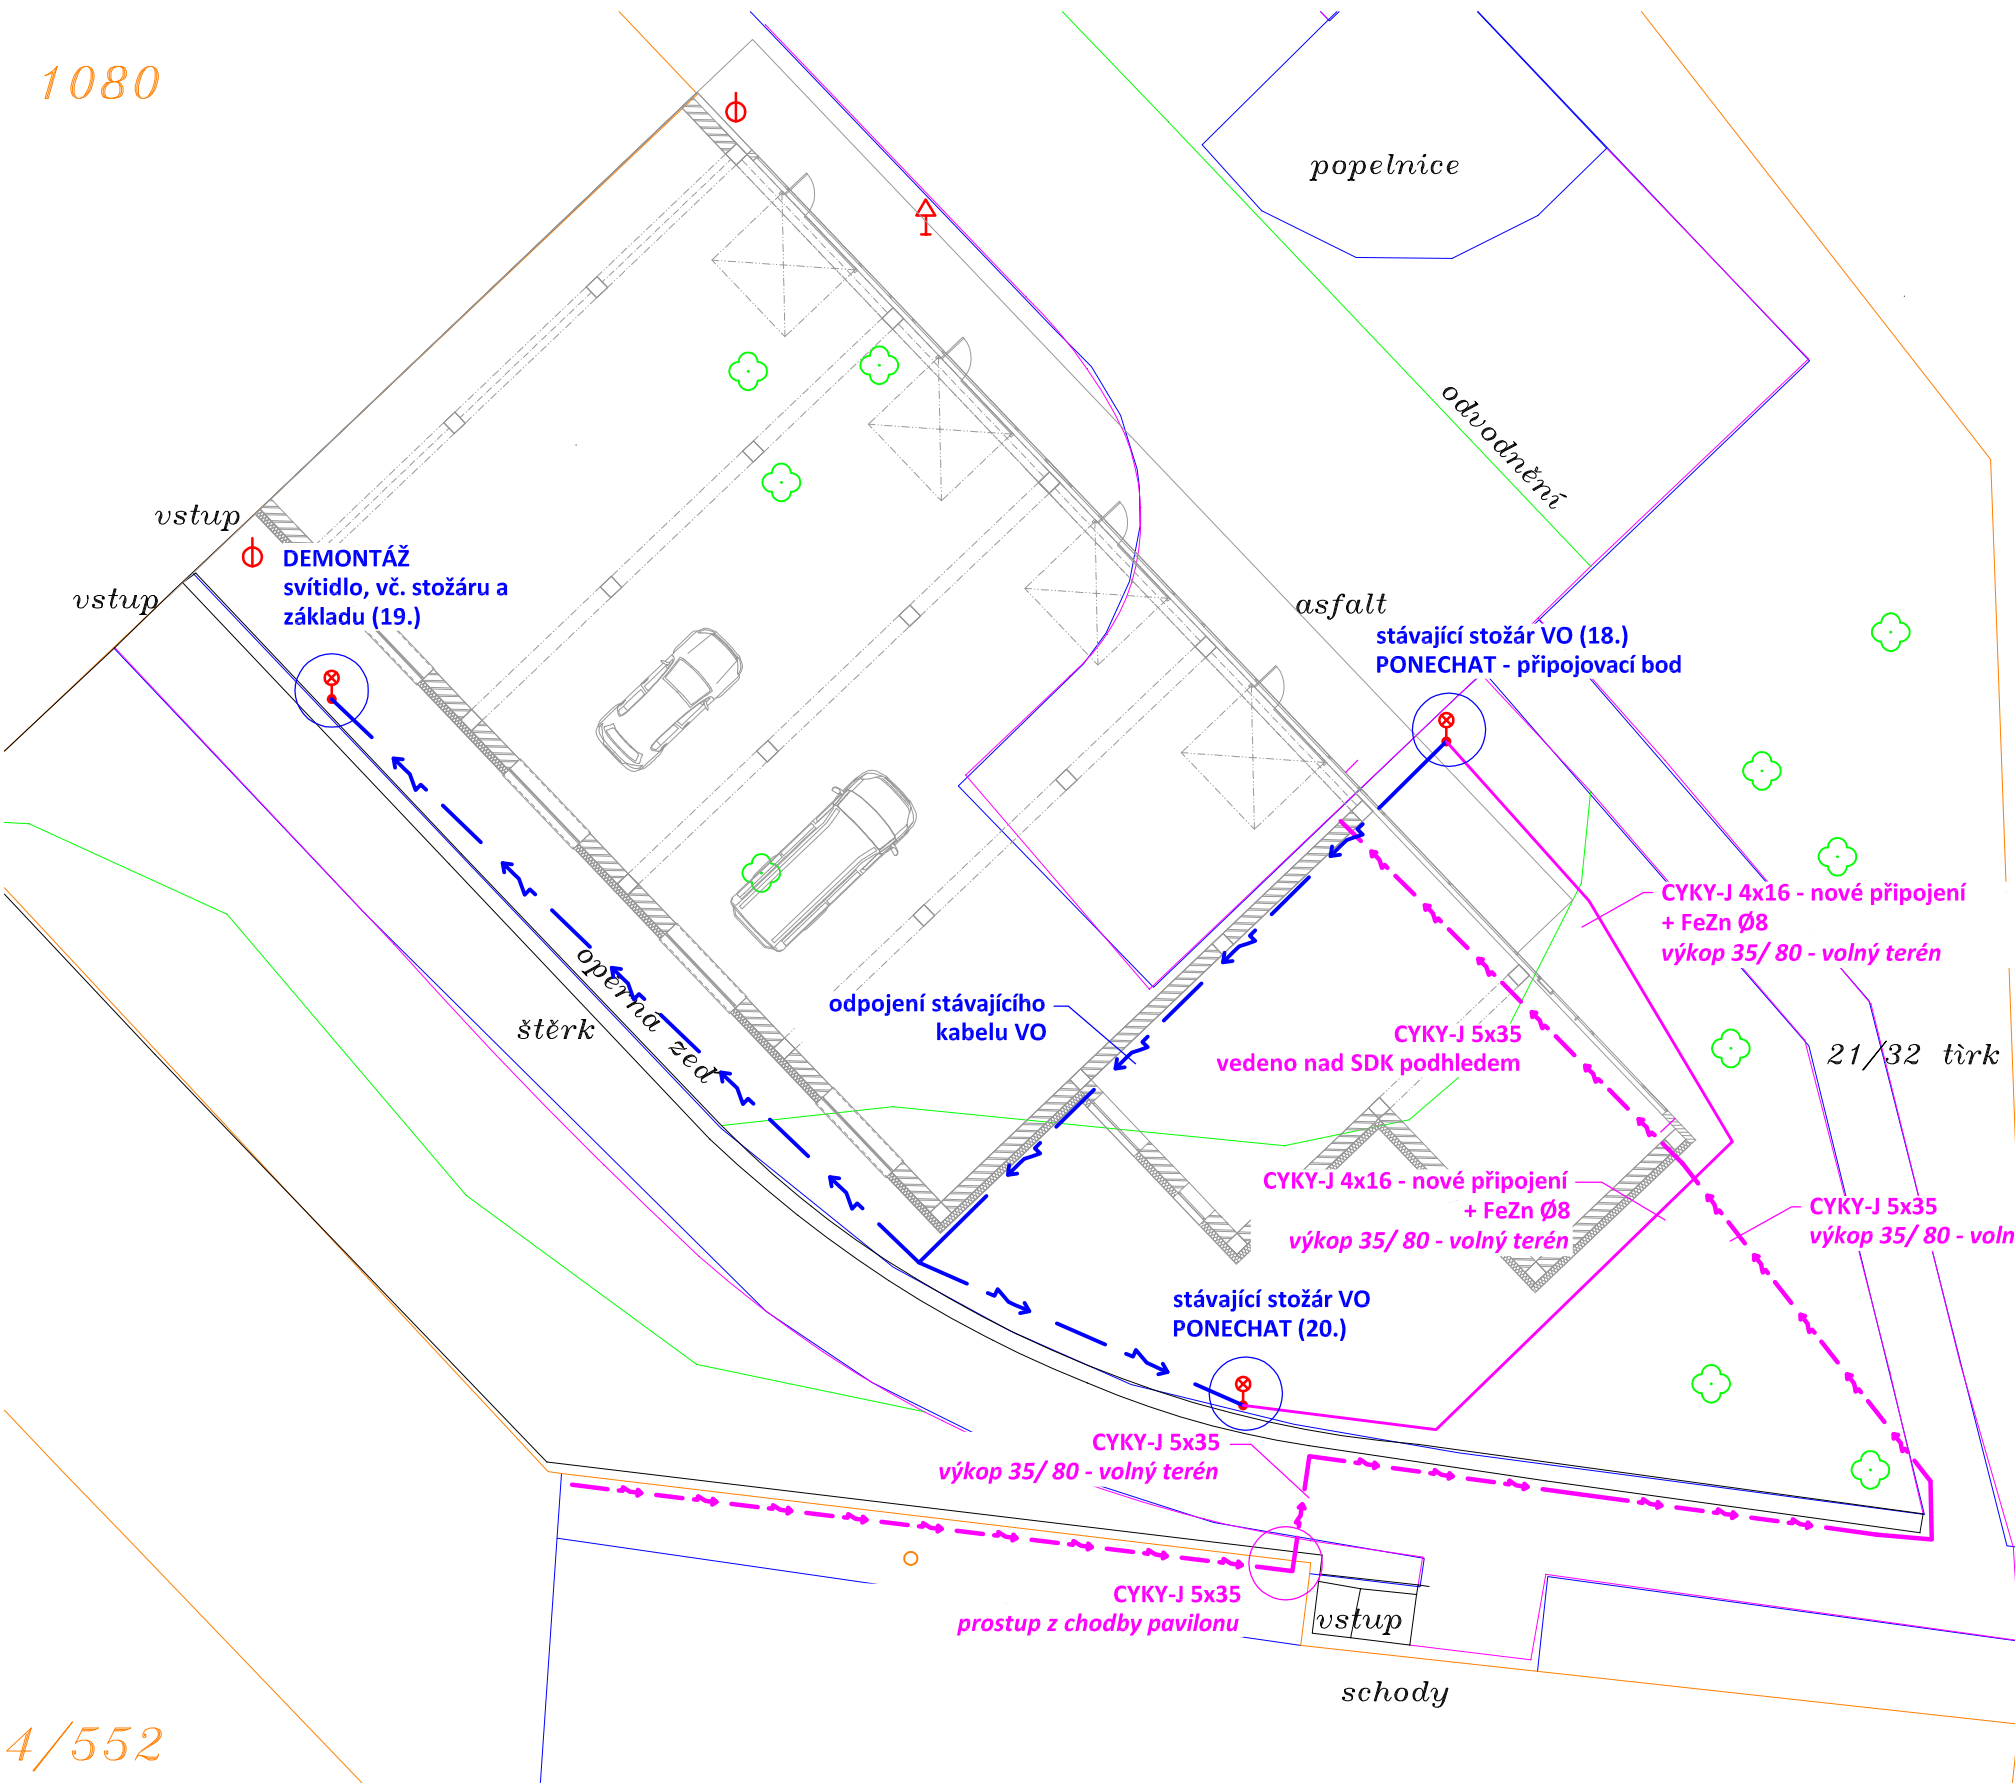 1080
popelnice
odvodnění
vstup
DEMONTÁŽ
svítidlo, vč. stožáru a
základu (19.)
vstup
asfalt
stávající stožár VO (18.)
PONECHAT - připojovací bod
CYKY-J 4x16 - nové připojení
+ FeZn Ø8
výkop 35/ 80 - volný terén
opěrná zeď
štěrk
odpojení stávajícího
kabelu VO
CYKY-J 5x35
vedeno nad SDK podhledem
21/32 tìrk
CYKY-J 4x16 - nové připojení
+ FeZn Ø8
výkop 35/ 80 - volný terén
CYKY-J 5x35
výkop 35/ 80 - voln
stávající stožár VO
PONECHAT (20.)
CYKY-J 5x35
výkop 35/ 80 - volný terén
CYKY-J 5x35
prostup z chodby pavilonu
vstup
schody
4/552